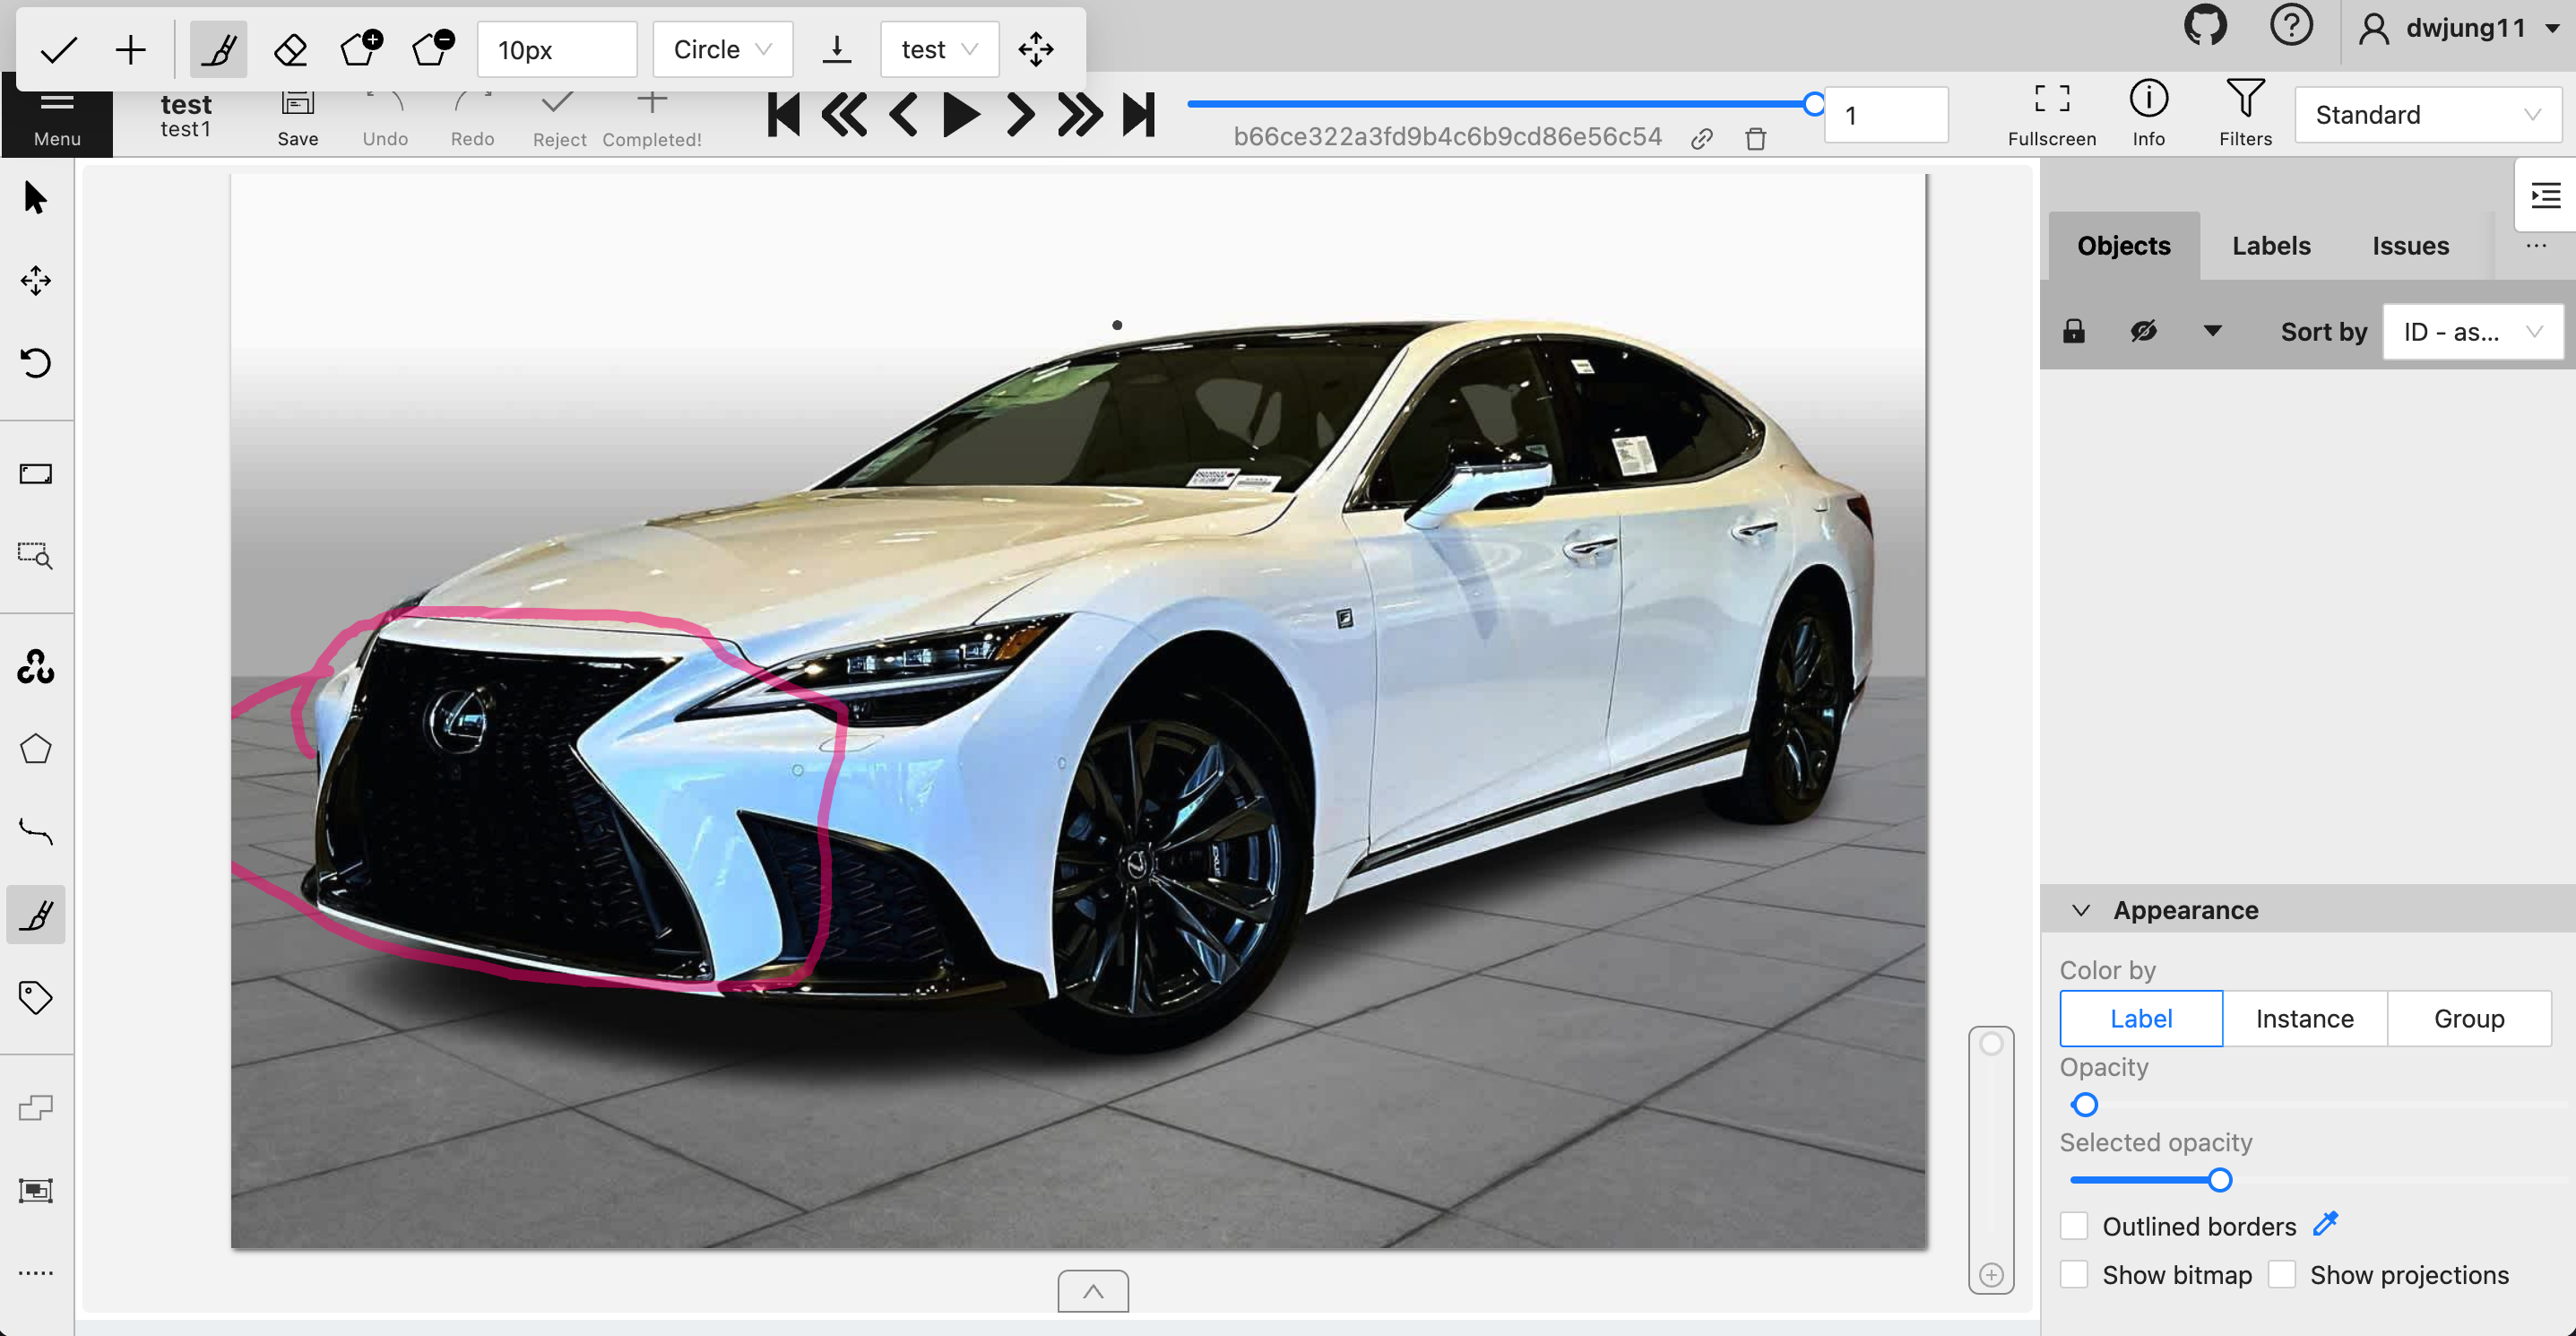 10px
Circle
test
dwjung11
Menu
test
test1
Save
Undo
Redo
Reject
Completed!
b66ce322a3fd9b4c6b9cd86e56c54
1
Fullscreen
Info
Filters
Standard
Objects
Labels
Issues
...
Sort by
ID - as...
Appearance
Color by
Label
Instance
Group
Opacity
Selected opacity
Outlined borders
Show bitmap
Show projections